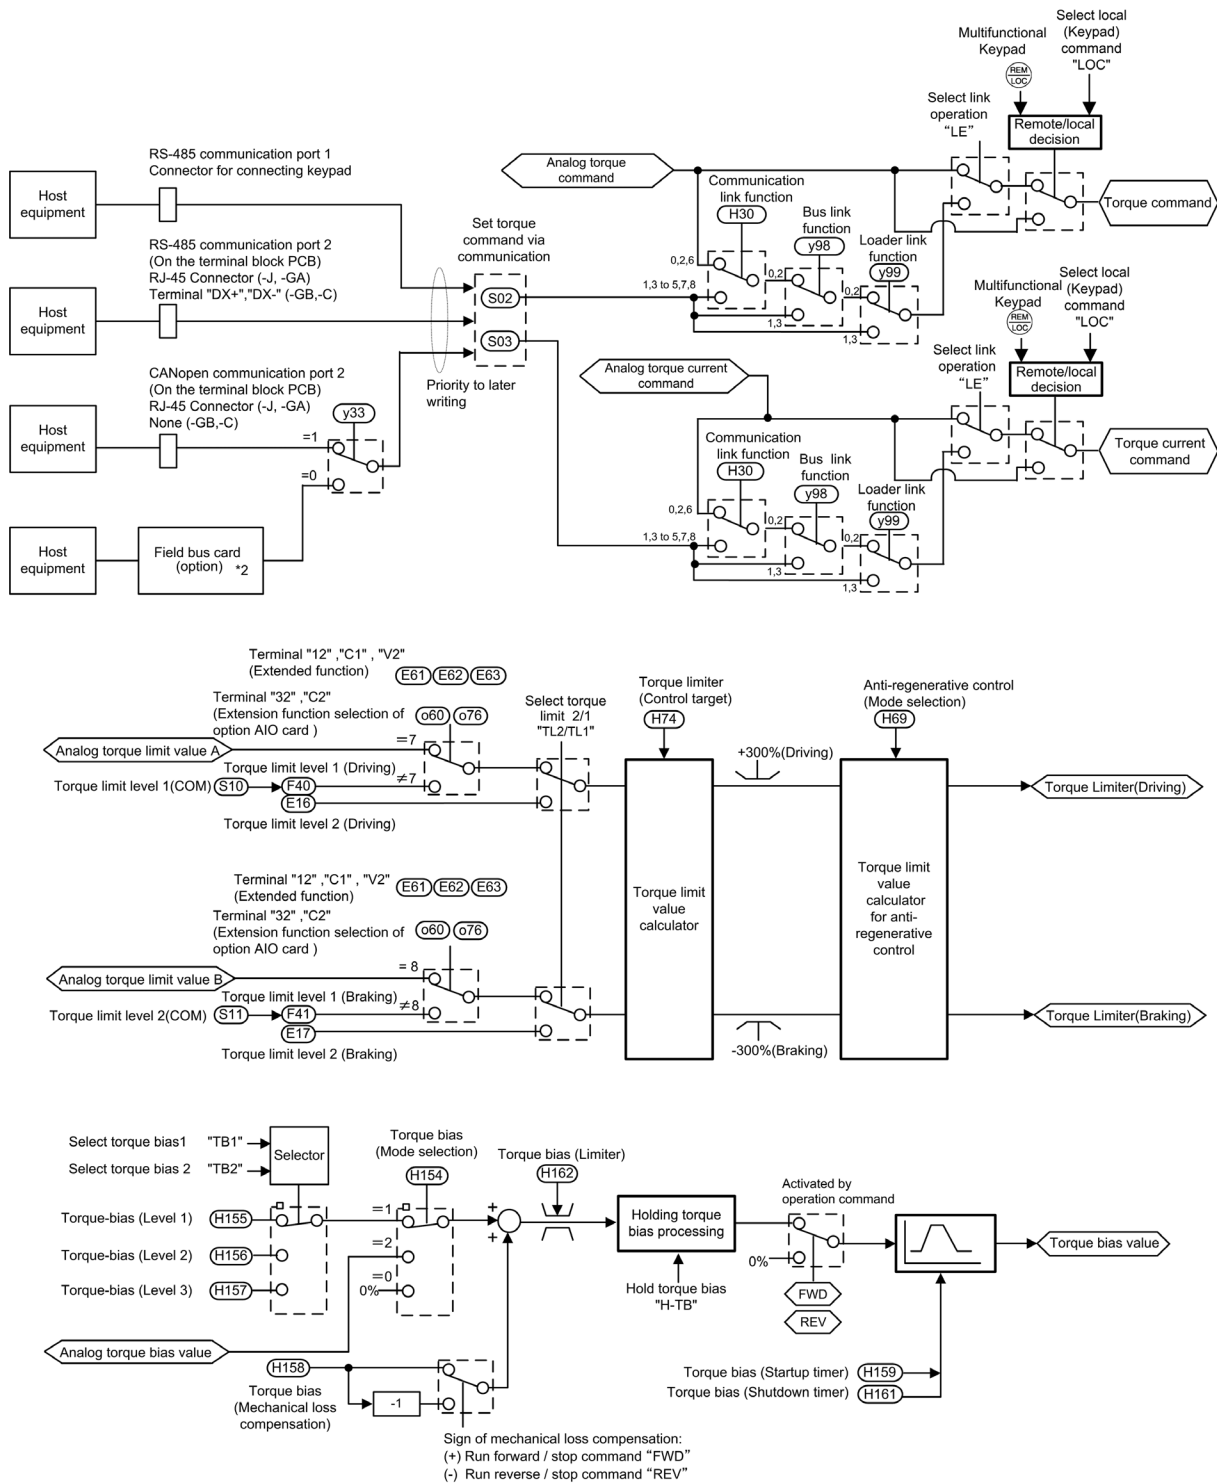 Select local
(Keypad)
command
"LOC"
Multifunctional
Keypad
REM
LOC
Select link
operation
“LE”
Remote/local
decision
RS-485 communication port 1
Connector for connecting keypad
Host
equipment
Analog torque
command
Torque command
Communication
link function
H30
Bus link
function
y98
Loader link
function
y99
0,2,6
1,3 to 5,7,8
0,2
1,3
0,2
1,3
RS-485 communication port 2
(On the terminal block PCB)
RJ-45 Connector (-J, -GA)
Terminal "DX+","DX-" (-GB,-C)
Host
equipment
Set torque
command via
communication
S02
S03
Priority to later
writing
Analog torque current
command
Multifunctional
Keypad
REM
LOC
Select local
(Keypad)
command
"LOC"
Select link
operation
“LE”
Remote/local
decision
CANopen communication port 2
(On the terminal block PCB)
RJ-45 Connector (-J, -GA)
None (-GB,-C)
Host
equipment
y33
=1
=0
Torque current
command
Communication
link function
H30
Bus link
function
y98
Loader link
function
y99
0,2,6
1,3 to 5,7,8
0,2
1,3
0,2
1,3
Host
equipment
Field bus card
(option)
*2
Terminal "12" ,"C1" , "V2"
(Extended function)
E61
E62
E63
Terminal "32" ,"C2"
(Extension function selection of
option AIO card )
o60
o76
Select torque
limit 2/1
"TL2/TL1"
Torque limiter
(Control target)
H74
Anti-regenerative control
(Mode selection)
H69
Analog torque limit value A
=7
Torque limit level 1 (Driving)
Torque limit level 1(COM)
S10
F40
≠7
E16
Torque limit level 2 (Driving)
+300%(Driving)
Torque Limiter(Driving)
Torque limit
value
calculator
Torque limit
value
calculator
for anti-
regenerative
control
Terminal "12" ,"C1" , "V2"
(Extended function)
E61
E62
E63
Terminal "32" ,"C2"
(Extension function selection of
option AIO card )
o60
o76
Analog torque limit value B
= 8
Torque limit level 1 (Braking)
Torque limit level 2(COM)
S11
F41
≠8
E17
Torque limit level 2 (Braking)
-300%(Braking)
Torque Limiter(Braking)
Select torque bias1 "TB1"
Select torque bias 2 "TB2"
Selector
Torque bias
(Mode selection)
H154
Torque bias (Limiter)
H162
Activated by
operation command
Torque-bias (Level 1)
H155
=1
+
+
Holding torque
bias processing
Torque bias value
Torque-bias (Level 2)
H156
=2
0%
Torque-bias (Level 3)
H157
=0
0%
Hold torque bias
"H-TB"
FWD
REV
Analog torque bias value
H158
Torque bias
(Mechanical loss
compensation)
-1
Torque bias (Startup timer)
H159
Torque bias (Shutdown timer)
H161
Sign of mechanical loss compensation:
(+) Run forward / stop command “FWD”
(-) Run reverse / stop command “REV”